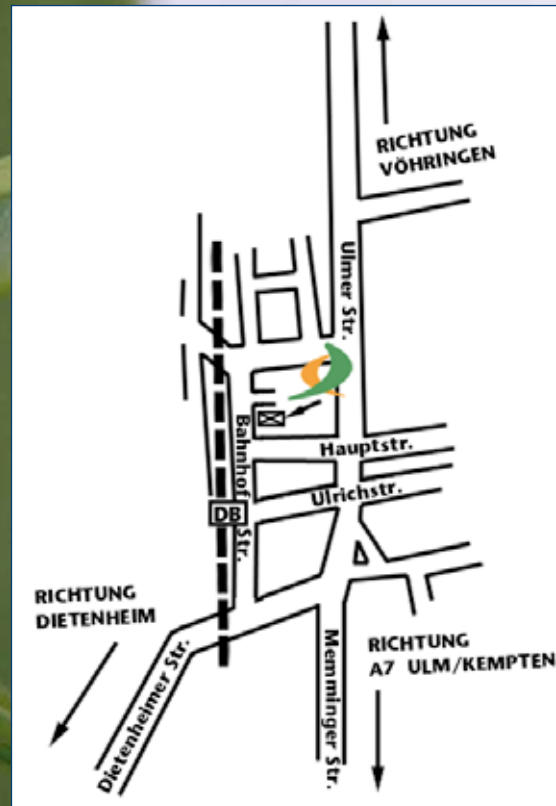 RICHTUNG
VÖHRINGEN
Ulmer Str.
Bahnhof Str.
Hauptstr.
Ulrichstr.
DB
RICHTUNG
DIETENHEIM
Dietenheimer Str.
Memminger Str.
RICHTUNG
A7 ULM/KEMPTEN